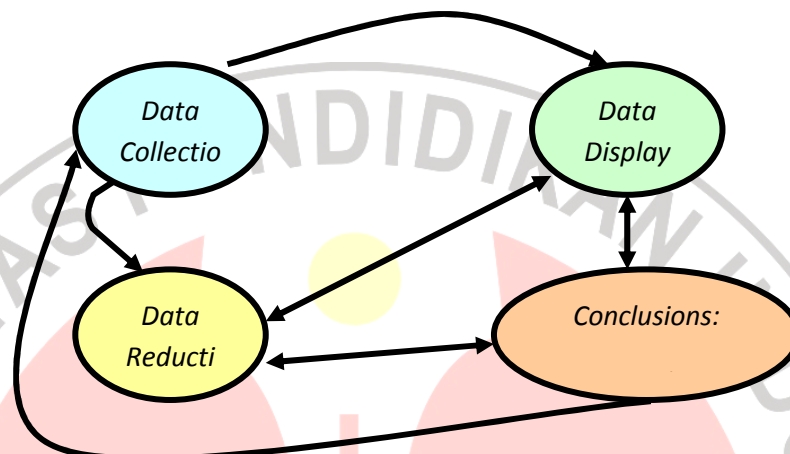 Data
Collectio
Data
Display
Data
Reducti
Conclusions: